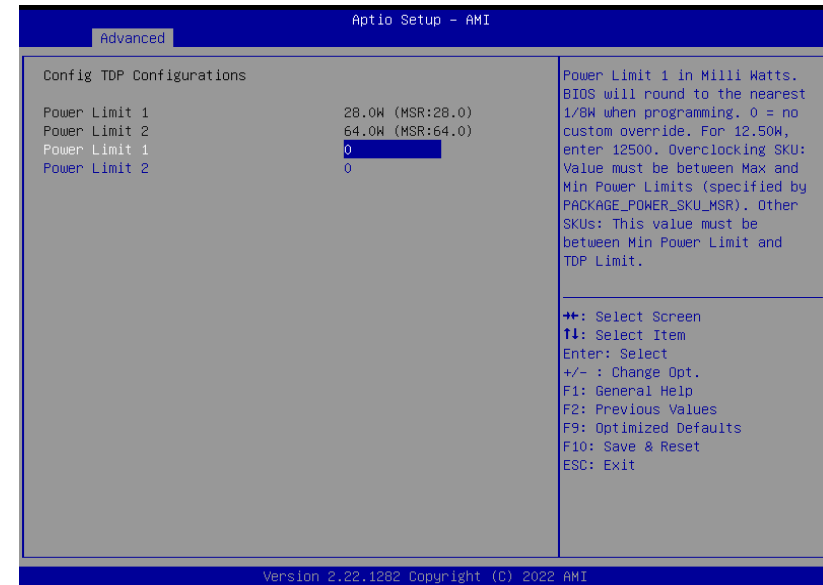 Aptio Setup – AMI
Advanced
Config TDP Configurations
Power Limit 1 28.0W (MSR:28.0)
Power Limit 2 64.0W (MSR:64.0)
Power Limit 1 0
Power Limit 2 0
Power Limit 1 in Milli Watts.
BIOS will round to the nearest
1/8W when programming. 0 = no
custom override. For 12.50W,
enter 12500. Overclocking SKU:
Value must be between Max and
Min Power Limits (specified by
PACKAGE_POWER_SKU_MSR). Other
SKUs: This value must be
between Min Power Limit and
TDP Limit.
→←: Select Screen
↑↓: Select Item
Enter: Select
+/- : Change Opt.
F1: General Help
F2: Previous Values
F9: Optimized Defaults
F10: Save & Reset
ESC: Exit
Version 2.22.1282 Copyright (C) 2022 AMI